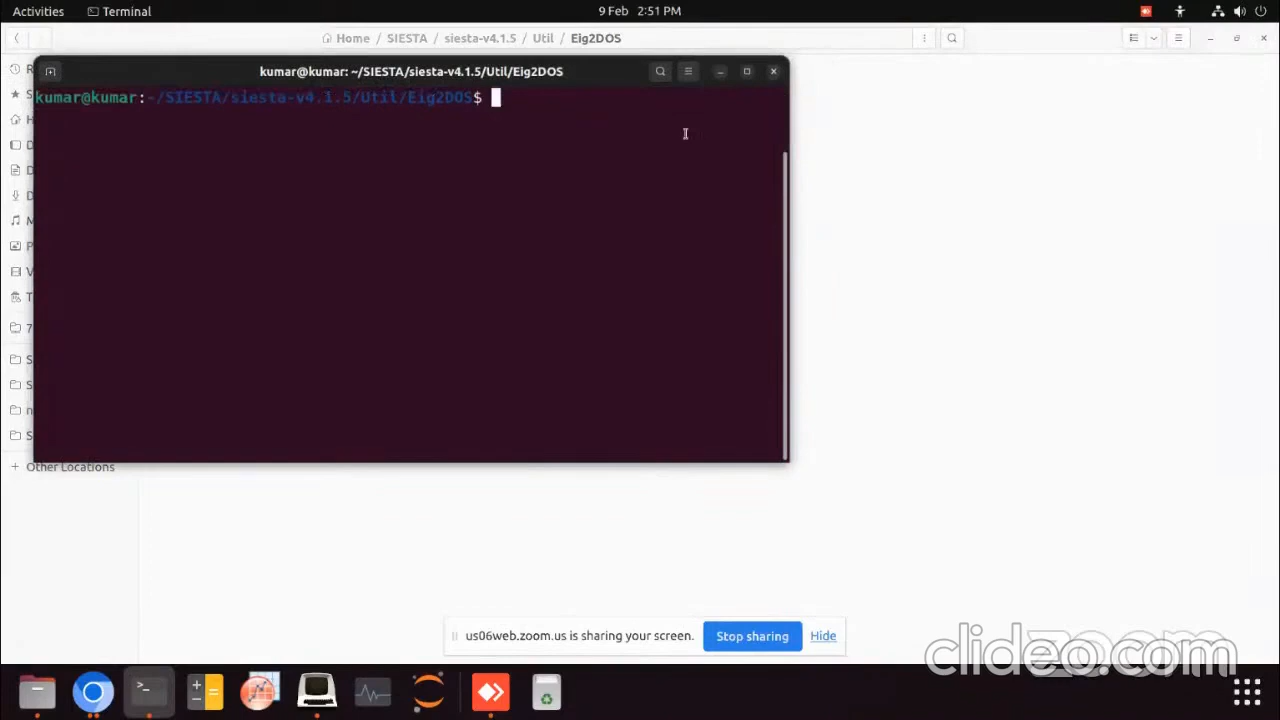 Activities
Terminal
9 Feb 2:51 PM
Home / SIESTA / siesta-v4.1.5 / Util / Eig2DOS
kumar@kumar: ~/SIESTA/siesta-v4.1.5/Util/Eig2DOS
kumar@kumar:~/SIESTA/siesta-v4.1.5/Util/Eig2DOS$
R
S
H
D
D
D
M
P
V
T
7
S
S
n
S
+ Other Locations
us06web.zoom.us is sharing your screen.
Stop sharing
Hide
clideo.com
zoom